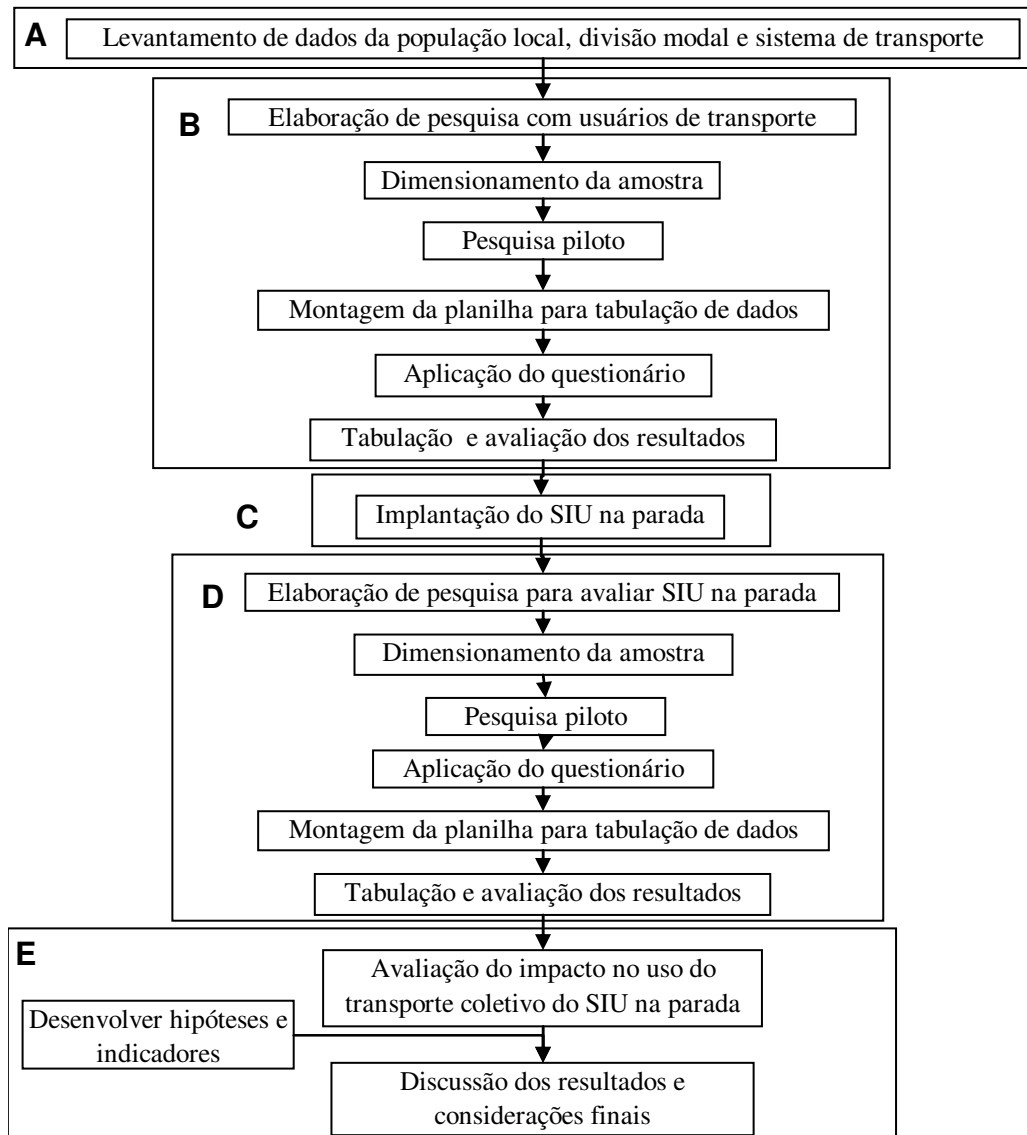 A
Levantamento de dados da população local, divisão modal e sistema de transporte
B
Elaboração de pesquisa com usuários de transporte
Dimensionamento da amostra
Pesquisa piloto
Montagem da planilha para tabulação de dados
Aplicação do questionário
Tabulação e avaliação dos resultados
C
Implantação do SIU na parada
D
Elaboração de pesquisa para avaliar SIU na parada
Dimensionamento da amostra
Pesquisa piloto
Aplicação do questionário
Montagem da planilha para tabulação de dados
Tabulação e avaliação dos resultados
E
Avaliação do impacto no uso do
transporte coletivo do SIU na parada
Desenvolver hipóteses e
indicadores
Discussão dos resultados e
considerações finais